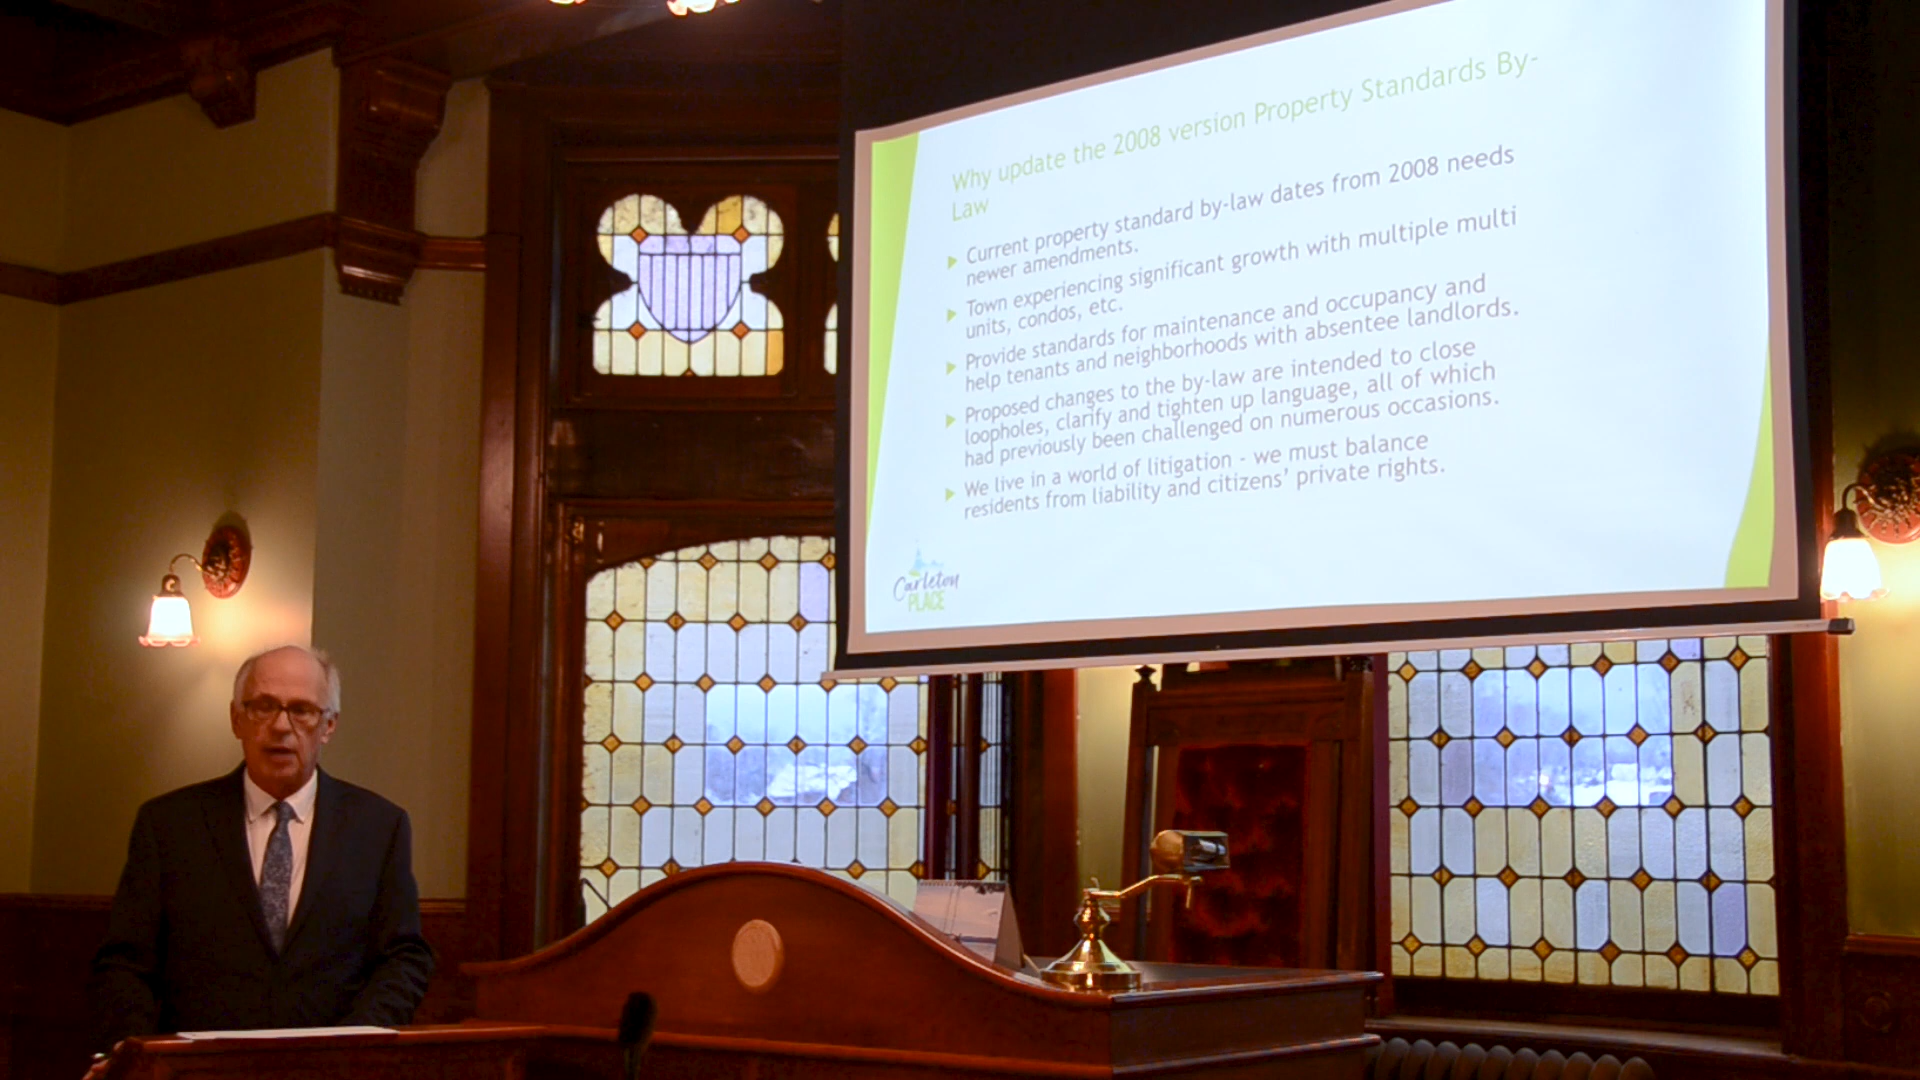 Why update the 2008 version Property Standards By-
Law
Current property standard by-law dates from 2008 needs
newer amendments.
Town experiencing significant growth with multiple multi
units, condos, etc.
Provide standards for maintenance and occupancy and
help tenants and neighborhoods with absentee landlords.
Proposed changes to the by-law are intended to close
loopholes, clarify and tighten up language, all of which
had previously been challenged on numerous occasions.
We live in a world of litigation - we must balance
residents from liability and citizens’ private rights.
Carleton
PLACE